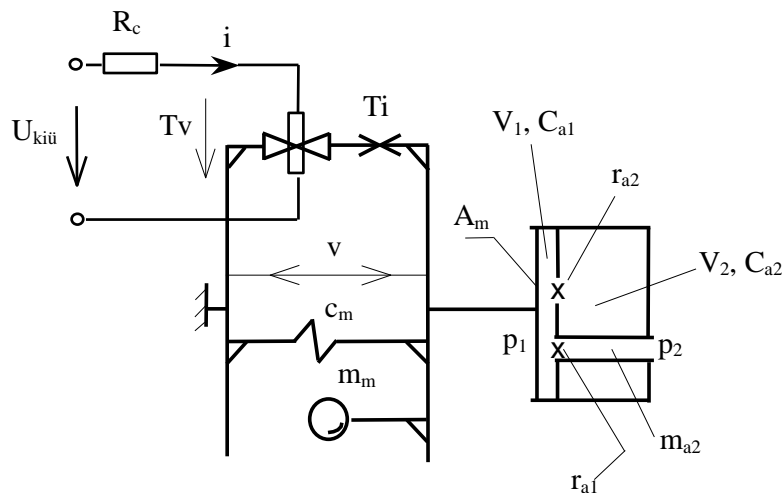 R_c
i
Ti
Tv
U_kiü
V_1, C_a1
r_a2
A_m
v
V_2, C_a2
c_m
x
p_1
x
p_2
m_m
m_a2
r_a1